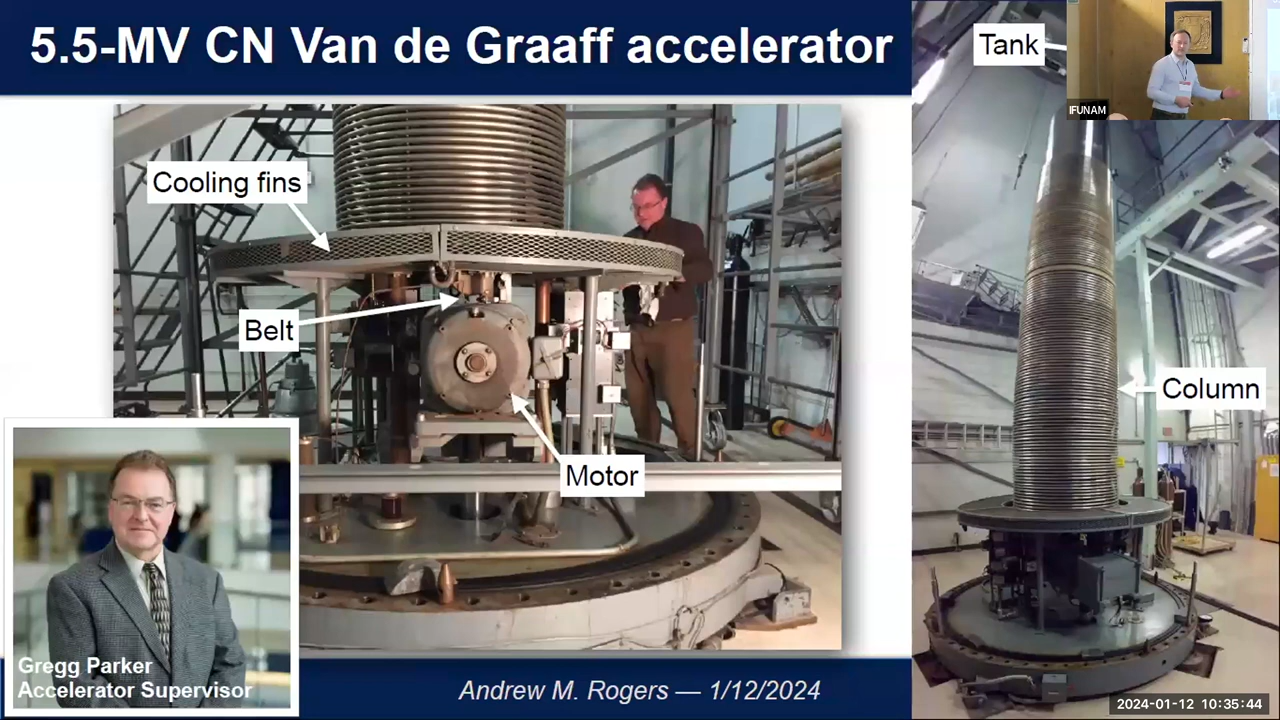 5.5-MV CN Van de Graaff accelerator
Tank
IFUNAM
Cooling fins
Belt
Column
Motor
Gregg Parker
Accelerator Supervisor
Andrew M. Rogers — 1/12/2024
2024-01-12 10:35:44